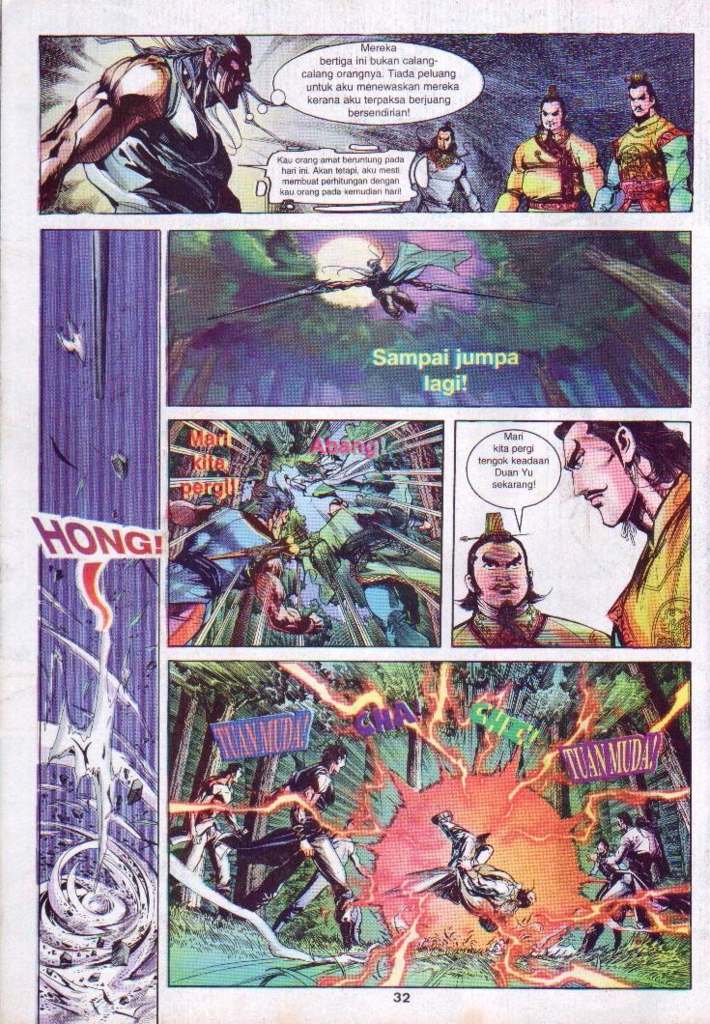 Mereka
bertiga ini bukan calang-
calang orangnya. Tiada peluang
untuk aku menewaskan mereka
kerana aku terpaksa berjuang
bersendirian!
Kau orang amat beruntung pada
hari ini. Akan tetapi, aku mesti
membuat perhitungan dengan
kau orang pada kemudian hari!
Sampai jumpa
lagi!
HONG!
Mari
kita
pergi!
Abang!
Mari
kita pergi
tengok keadaan
Duan Yu
sekarang!
TUAN MUDA!
CHA!
CHE!
TUAN MUDA!
32